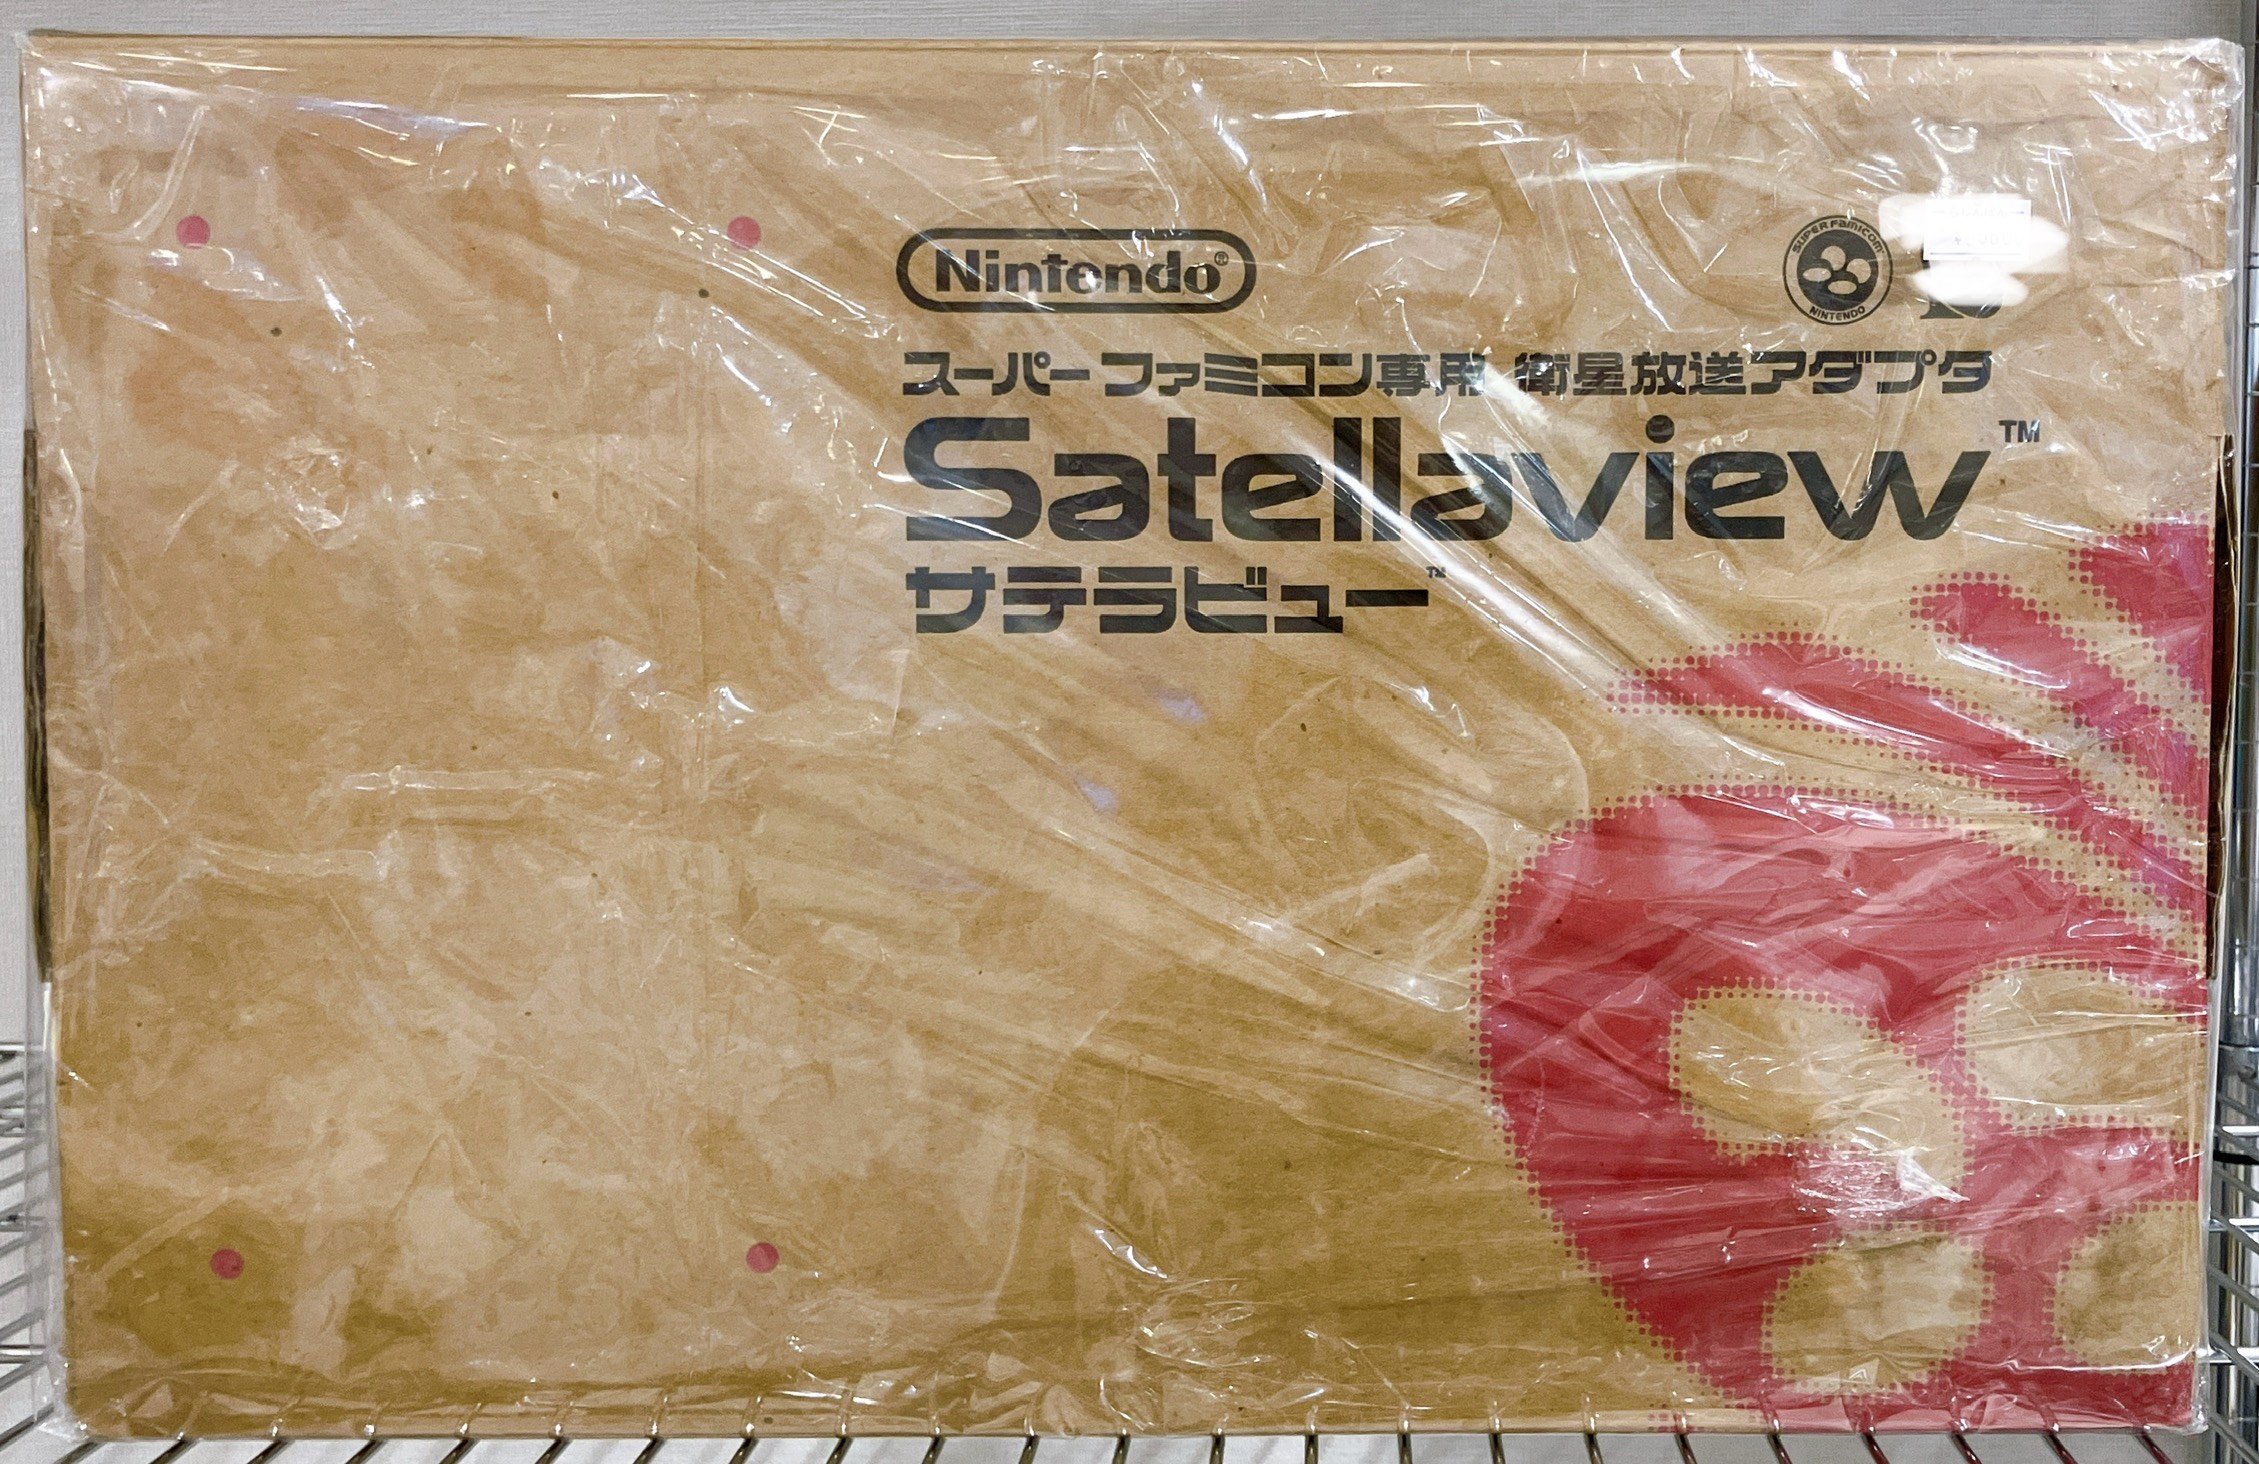 Nintendo®
SUPER Famicom
NINTENDO
スーパーファミコン専用 衛星放送アダプタ
Satellaview™
サテラビュー™